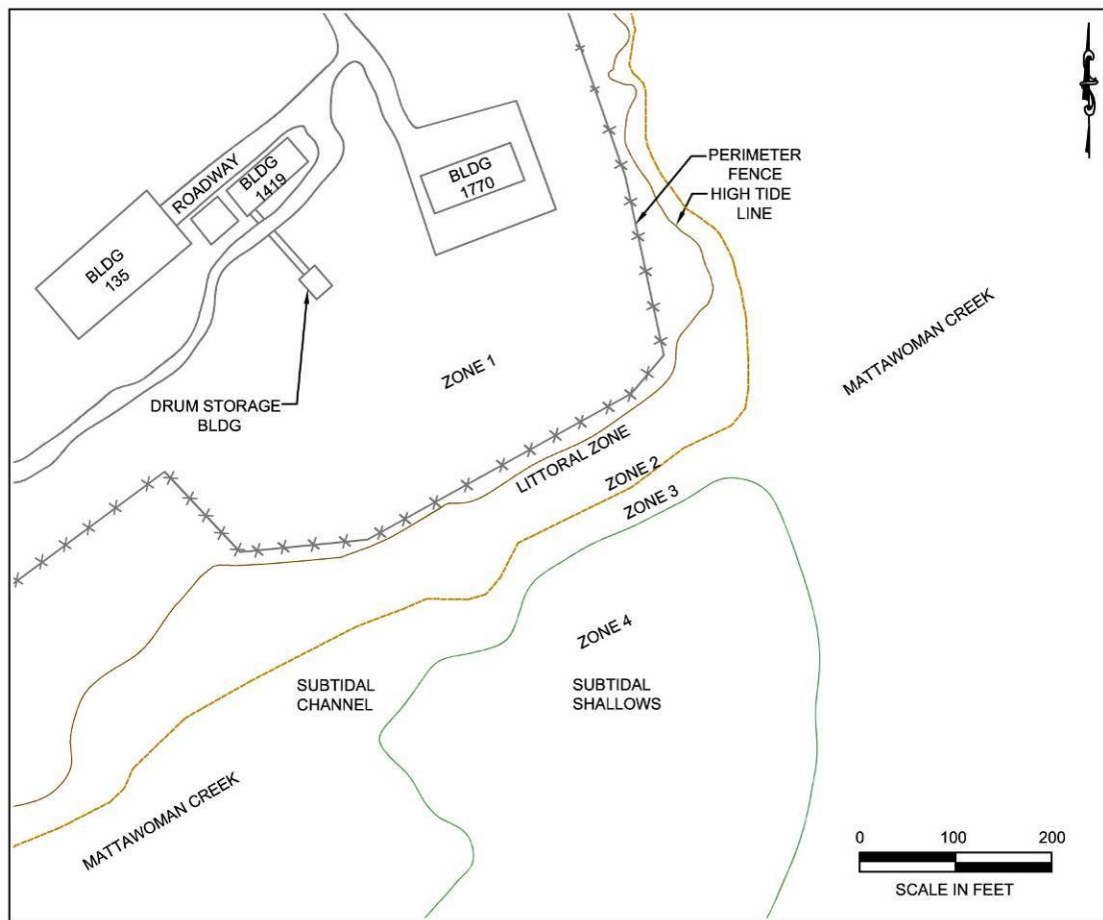 ROADWAY
BLDG
1419
BLDG
1770
BLDG
135
PERIMETER
FENCE
HIGH TIDE
LINE
MATTAWOMAN CREEK
ZONE 1
DRUM STORAGE
BLDG
LITTORAL ZONE
ZONE 2
ZONE 3
ZONE 4
SUBTIDAL
CHANNEL
SUBTIDAL
SHALLOWS
MATTAWOMAN CREEK
0 100 200
SCALE IN FEET